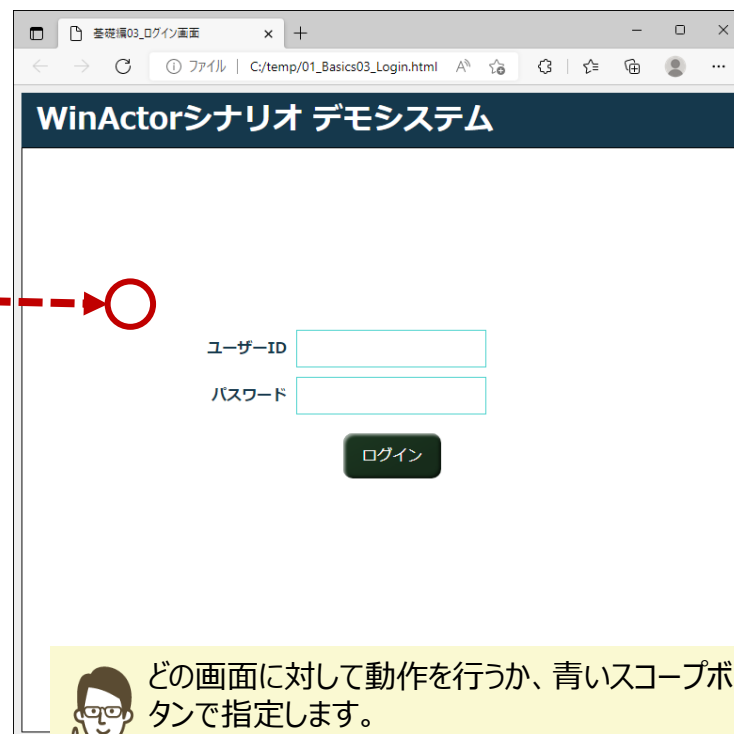 基礎編03_ログイン画面
ファイル C:/temp/01_Basics03_Login.html
WinActorシナリオ デモシステム
ユーザーID
パスワード
ログイン
どの画面に対して動作を行うか、青いスコープボ
タンで指定します。